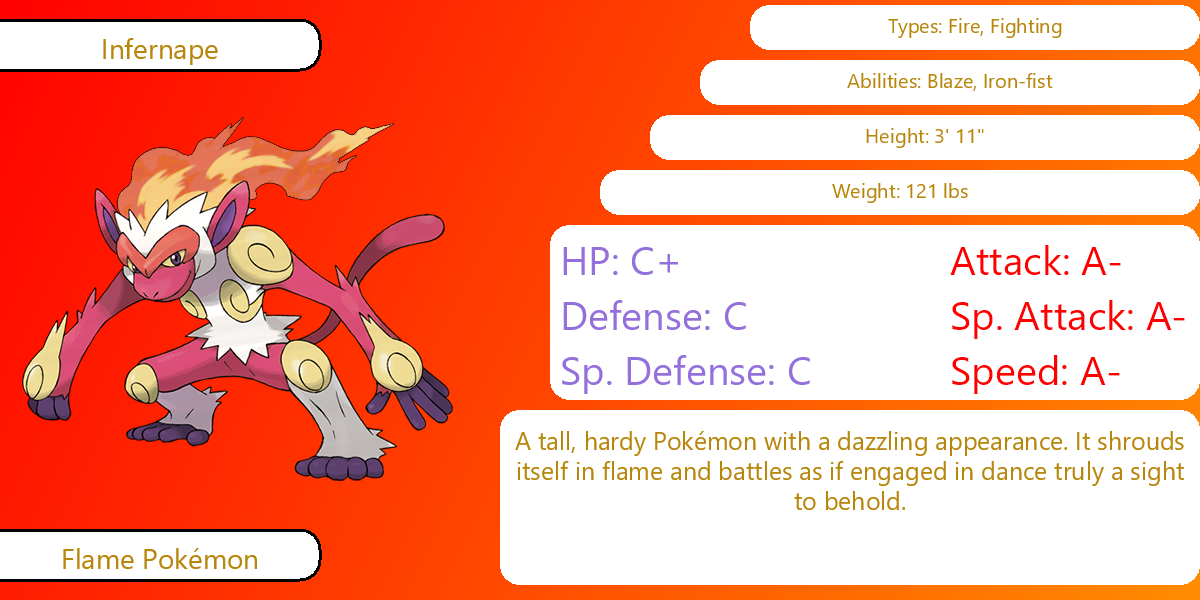 Infernape
Types: Fire, Fighting
Abilities: Blaze, Iron-fist
Height: 3' 11"
Weight: 121 lbs
HP: C+
Attack: A-
Defense: C
Sp. Attack: A-
Sp. Defense: C
Speed: A-
A tall, hardy Pokémon with a dazzling appearance. It shrouds
itself in flame and battles as if engaged in dance truly a sight
to behold.
Flame Pokémon